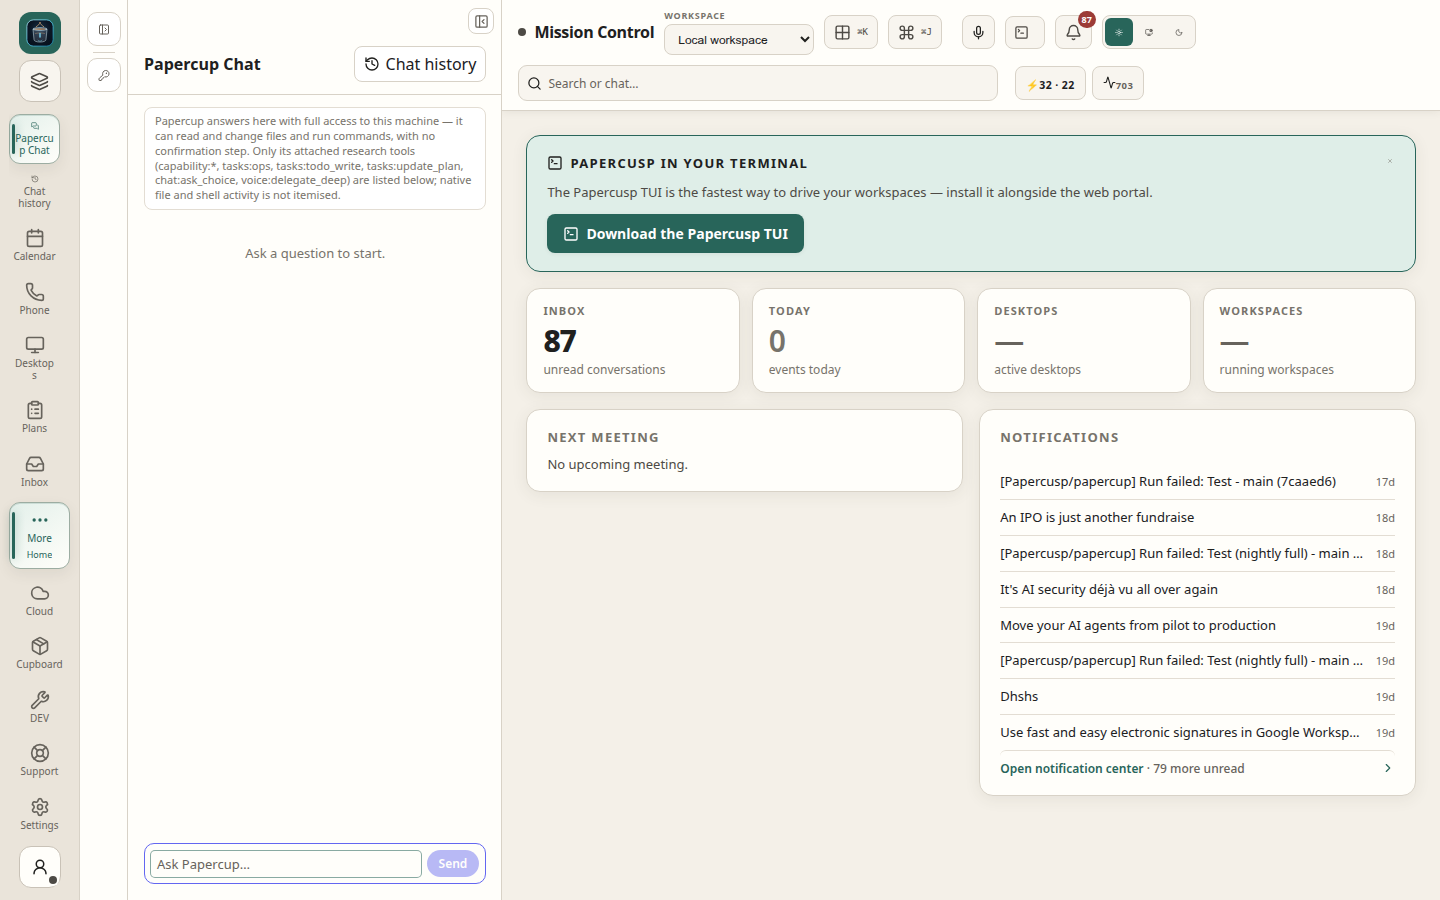 Papercu
p Chat
Chat
history
Calendar
Phone
Desktop
s
Plans
Inbox
More
Home
Cloud
Cupboard
DEV
Support
Settings
Papercup Chat
Chat history
Papercup answers here with full access to this machine — it
can read and change files and run commands, with no
confirmation step. Only its attached research tools
(capability:*, tasks:ops, tasks:todo_write, tasks:update_plan,
chat:ask_choice, voice:delegate_deep) are listed below; native
file and shell activity is not itemised.
Ask a question to start.
Ask Papercup...
Send
Mission Control
WORKSPACE
Local workspace
⌘K
⌘J
87
Search or chat...
⚡32 · 22
703
PAPERCUSP IN YOUR TERMINAL
×
The Papercusp TUI is the fastest way to drive your workspaces — install it alongside the web portal.
Download the Papercusp TUI
INBOX
87
unread conversations
TODAY
0
events today
DESKTOPS
—
active desktops
WORKSPACES
—
running workspaces
NEXT MEETING
No upcoming meeting.
NOTIFICATIONS
[Papercusp/papercup] Run failed: Test - main (7caaed6) 17d
An IPO is just another fundraise 18d
[Papercusp/papercup] Run failed: Test (nightly full) - main ... 18d
It's AI security déjà vu all over again 18d
Move your AI agents from pilot to production 19d
[Papercusp/papercup] Run failed: Test (nightly full) - main ... 19d
Dhshs 19d
Use fast and easy electronic signatures in Google Worksp... 19d
Open notification center · 79 more unread